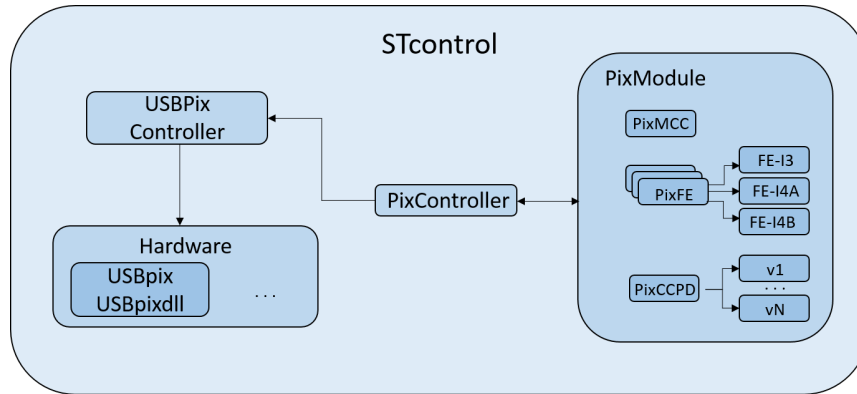 STcontrol
USBPix
Controller
Hardware
USBpix
USBpixdll
...
PixController
PixModule
PixMCC
PixFE
FE-I3
FE-I4A
FE-I4B
PixCCPD
v1
...
vN